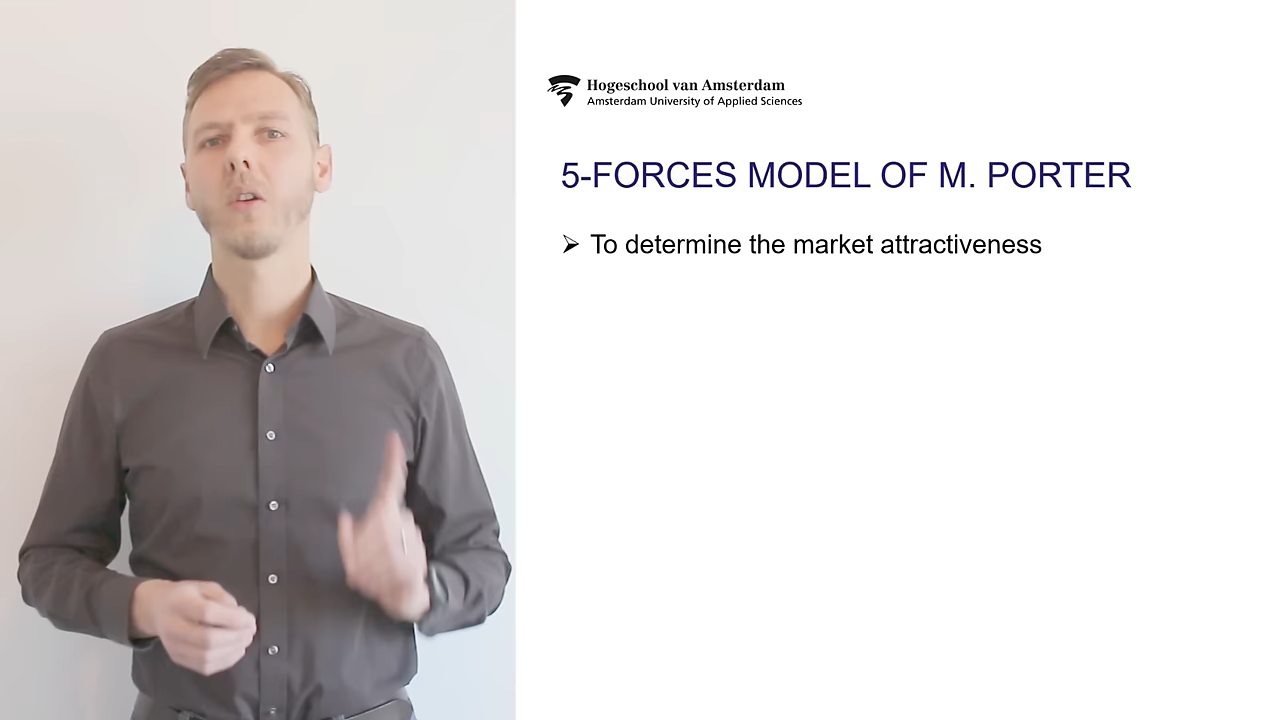 Hogeschool van Amsterdam
Amsterdam University of Applied Sciences
5-FORCES MODEL OF M. PORTER
➢ To determine the market attractiveness